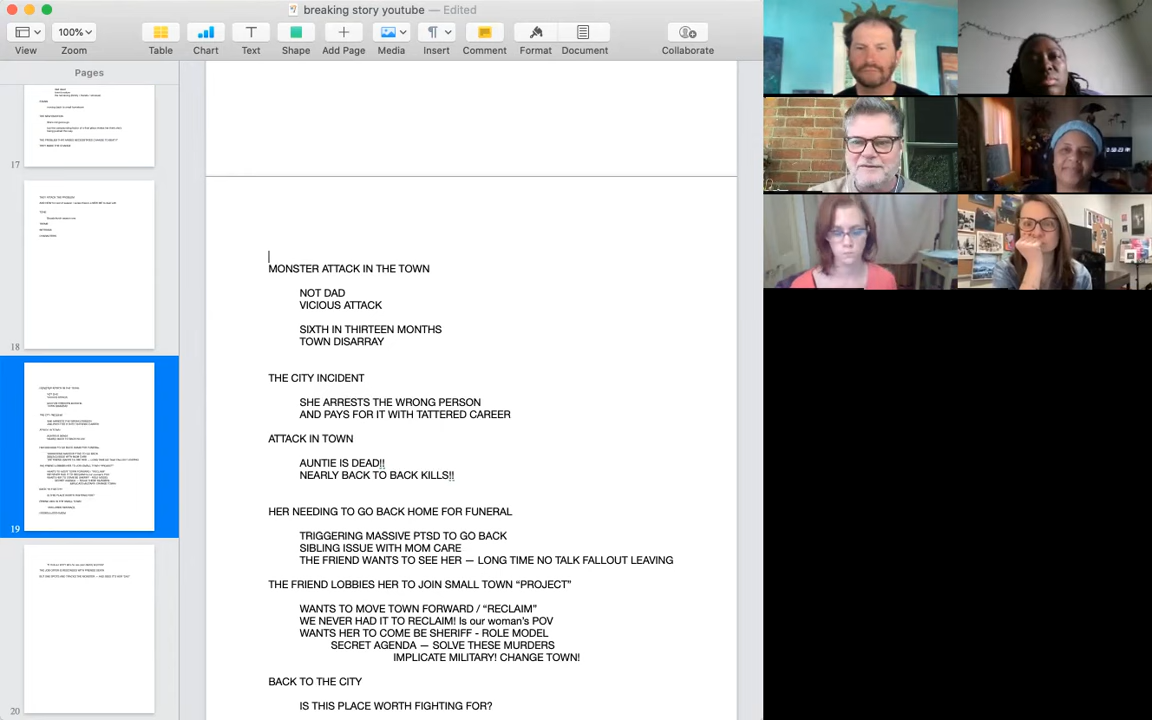 breaking story youtube — Edited
100%
View
Zoom
Table
Chart
Text
Shape
Add Page
Media
Insert
Comment
Format
Document
Collaborate
Pages
17
18
19
20
MONSTER ATTACK IN THE TOWN
NOT DAD
VICIOUS ATTACK
SIXTH IN THIRTEEN MONTHS
TOWN DISARRAY
THE CITY INCIDENT
SHE ARRESTS THE WRONG PERSON
AND PAYS FOR IT WITH TATTERED CAREER
ATTACK IN TOWN
AUNTIE IS DEAD!!
NEARLY BACK TO BACK KILLS!!
HER NEEDING TO GO BACK HOME FOR FUNERAL
TRIGGERING MASSIVE PTSD TO GO BACK
SIBLING ISSUE WITH MOM CARE
THE FRIEND WANTS TO SEE HER — LONG TIME NO TALK FALLOUT LEAVING
THE FRIEND LOBBIES HER TO JOIN SMALL TOWN “PROJECT”
WANTS TO MOVE TOWN FORWARD / “RECLAIM”
WE NEVER HAD IT TO RECLAIM! Is our woman’s POV
WANTS HER TO COME BE SHERIFF - ROLE MODEL
SECRET AGENDA — SOLVE THESE MURDERS
IMPLICATE MILITARY! CHANGE TOWN!
BACK TO THE CITY
IS THIS PLACE WORTH FIGHTING FOR?